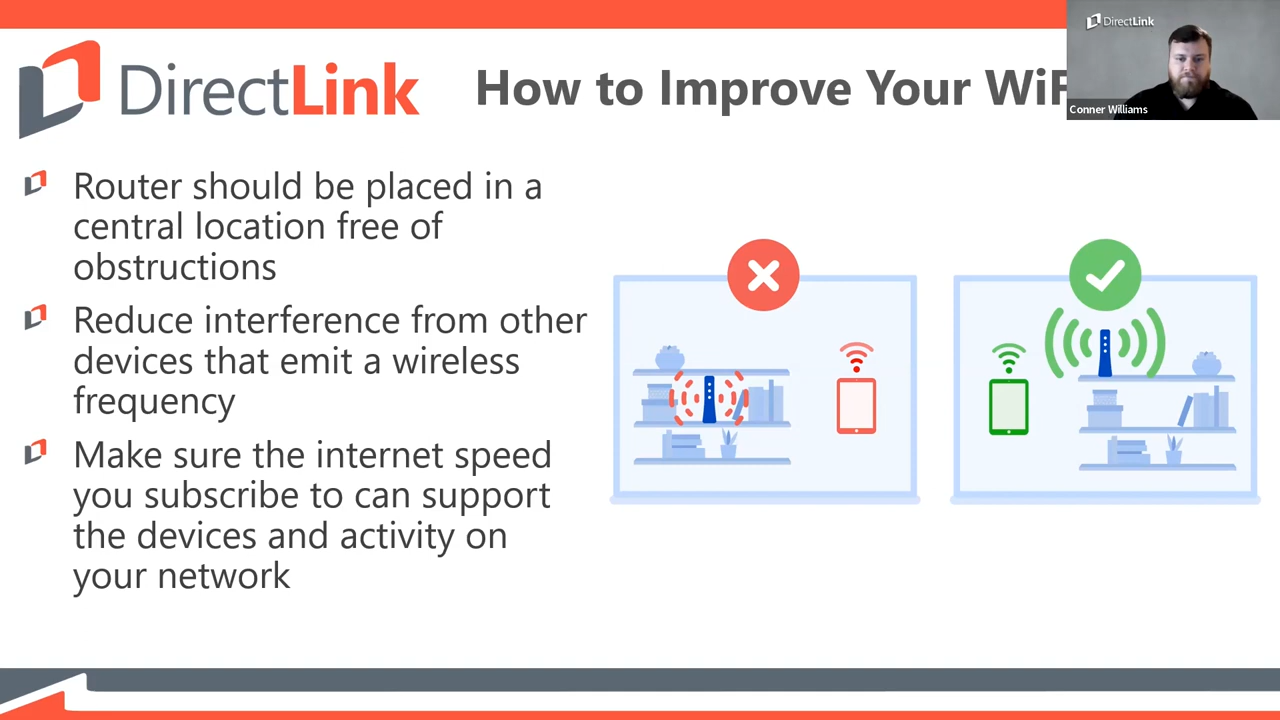 DirectLink
DirectLink
How to Improve Your WiF
Conner Williams
Router should be placed in a
central location free of
obstructions
Reduce interference from other
devices that emit a wireless
frequency
Make sure the internet speed
you subscribe to can support
the devices and activity on
your network